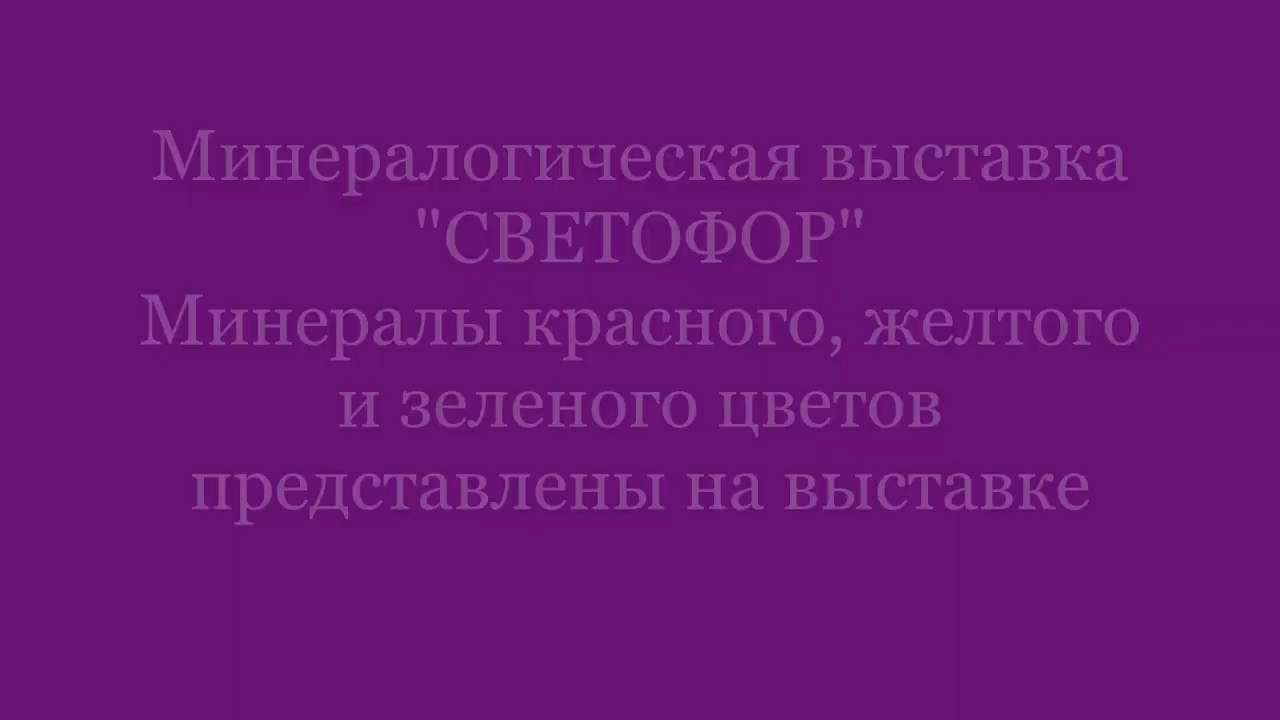 Минералогическая выставка
"СВЕТОФОР"
Минералы красного, желтого
и зеленого цветов
представлены на выставке